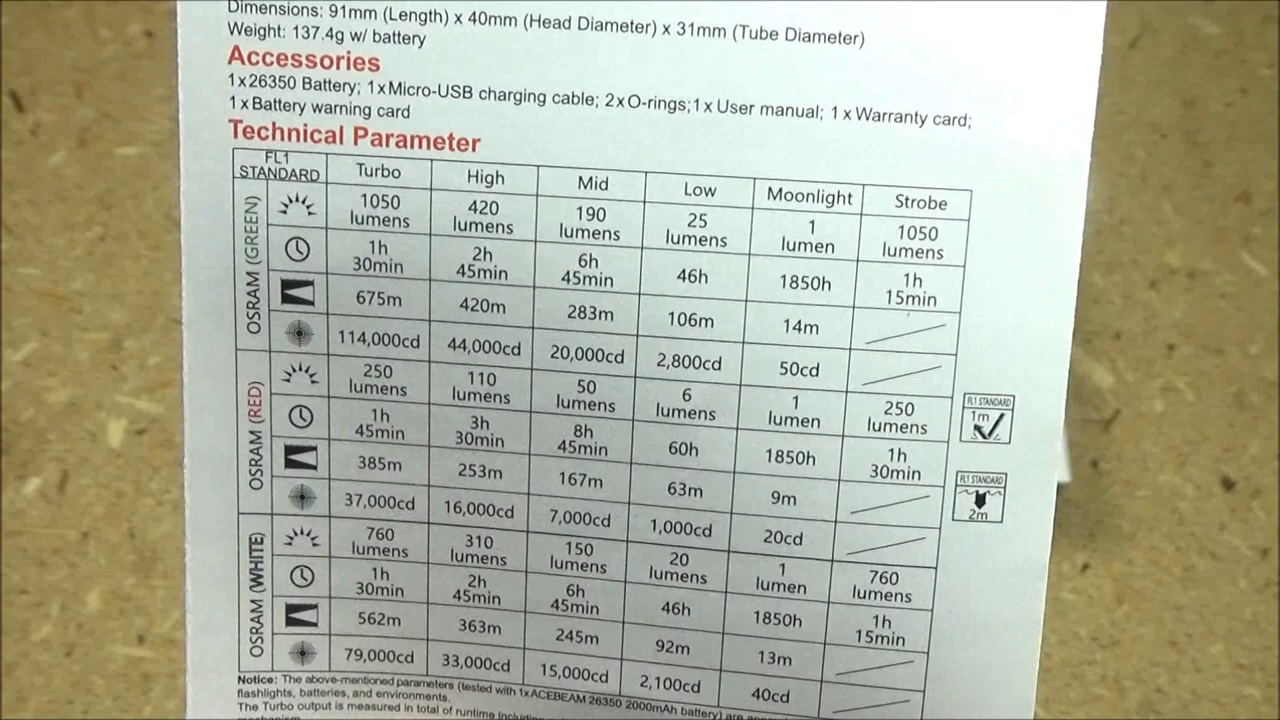 Dimensions: 91mm (Length) x 40mm (Head Diameter) x 31mm (Tube Diameter)
Weight: 137.4g w/ battery
Accessories
1x26350 Battery; 1xMicro-USB charging cable; 2xO-rings;1x User manual; 1x Warranty card;
1xBattery warning card
Technical Parameter
FL1 STANDARD Turbo High Mid Low Moonlight Strobe
OSRAM (GREEN)
1050 lumens 420 lumens 190 lumens 25 lumens 1 lumen 1050 lumens
1h 30min 2h 45min 6h 45min 46h 1850h 1h 15min
675m 420m 283m 106m 14m
114,000cd 44,000cd 20,000cd 2,800cd 50cd
OSRAM (RED)
250 lumens 110 lumens 50 lumens 6 lumens 1 lumen 250 lumens
1h 45min 3h 30min 8h 45min 60h 1850h 1h 30min
385m 253m 167m 63m 9m
37,000cd 16,000cd 7,000cd 1,000cd 20cd
OSRAM (WHITE)
760 lumens 310 lumens 150 lumens 20 lumens 1 lumen 760 lumens
1h 30min 2h 45min 6h 45min 46h 1850h 1h 15min
562m 363m 245m 92m 13m
79,000cd 33,000cd 15,000cd 2,100cd 40cd
FL1 STANDARD
1m
FL1 STANDARD
2m
Notice: The above-mentioned parameters (tested with 1xACEBEAM 26350 2000mAh battery) are
flashlights, batteries, and environments.
The Turbo output is measured in total of runtime including